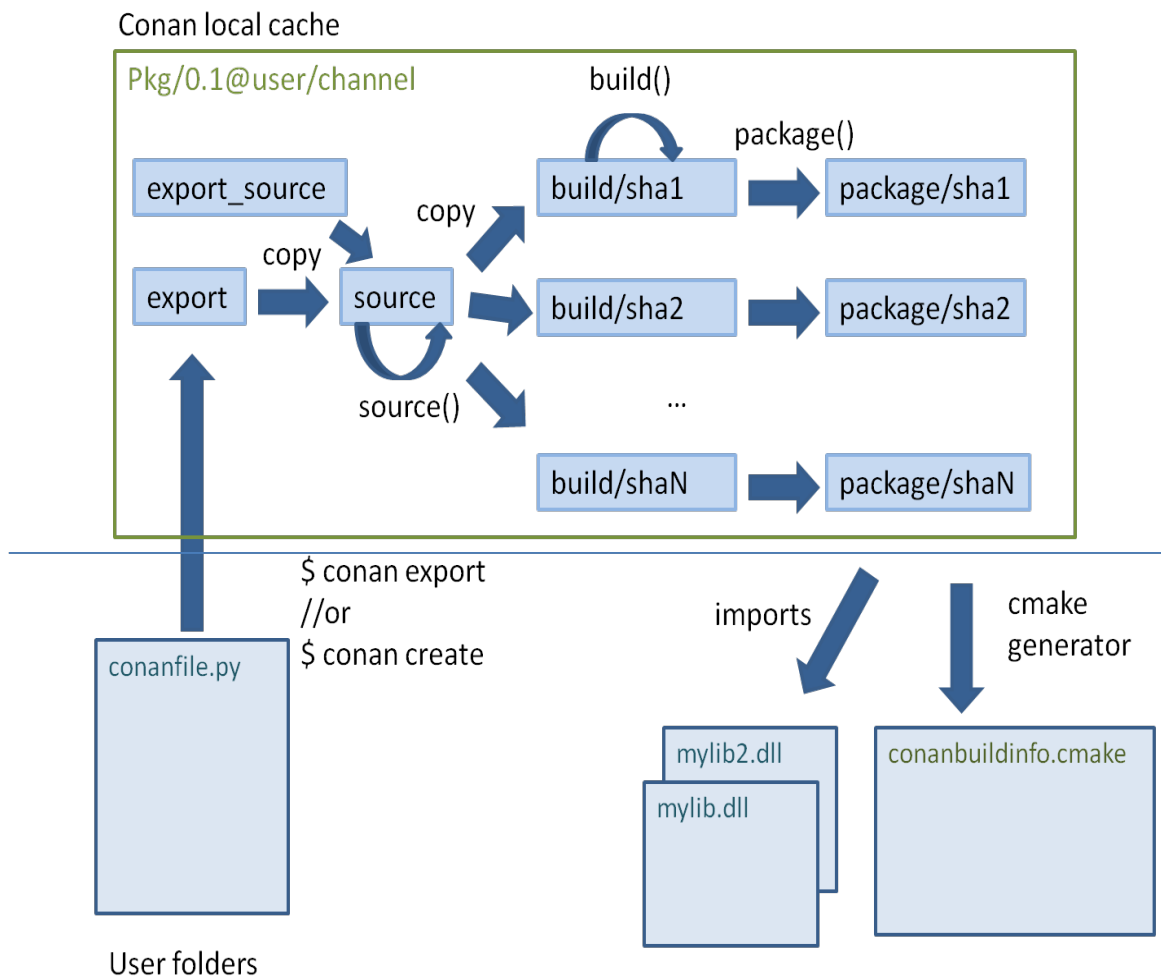 Conan local cache
Pkg/0.1@user/channel
build()
package()
export_source
build/sha1
package/sha1
copy
copy
export
source
build/sha2
package/sha2
source()
...
build/shaN
package/shaN
$ conan export
//or
$ conan create
imports
cmake
generator
conanfile.py
mylib2.dll
conanbuildinfo.cmake
mylib.dll
User folders